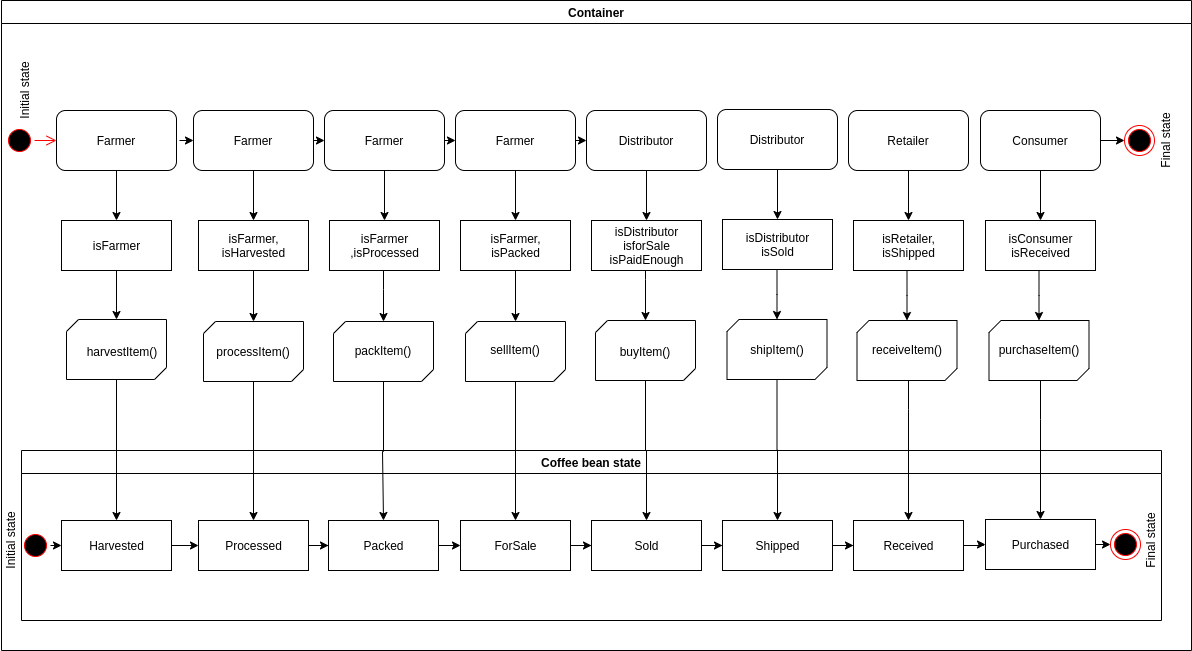 Container
Initial state
Farmer
Farmer
Farmer
Farmer
Distributor
Distributor
Retailer
Consumer
Final state
isFarmer
isFarmer,
isHarvested
isFarmer
,isProcessed
isFarmer,
isPacked
isDistributor
isforSale
isPaidEnough
isDistributor
isSold
isRetailer,
isShipped
isConsumer
isReceived
harvestItem()
processItem()
packItem()
sellItem()
buyItem()
shipItem()
receiveItem()
purchaseItem()
Coffee bean state
Initial state
Harvested
Processed
Packed
ForSale
Sold
Shipped
Received
Purchased
Final state